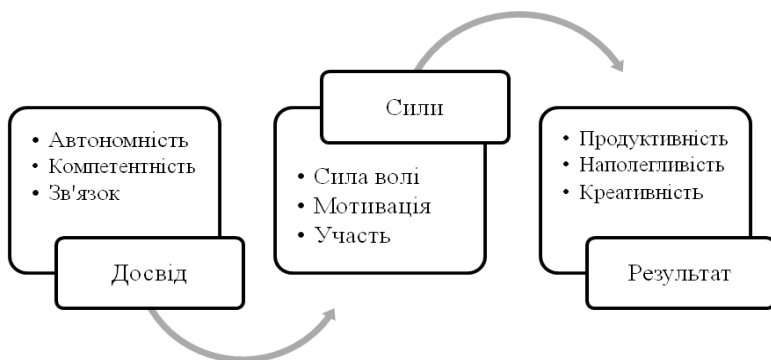 • Автономність
• Компетентність
• Зв'язок
Досвід
Сили
• Сила волі
• Мотивація
• Участь
• Продуктивність
• Наполегливість
• Креативність
Результат